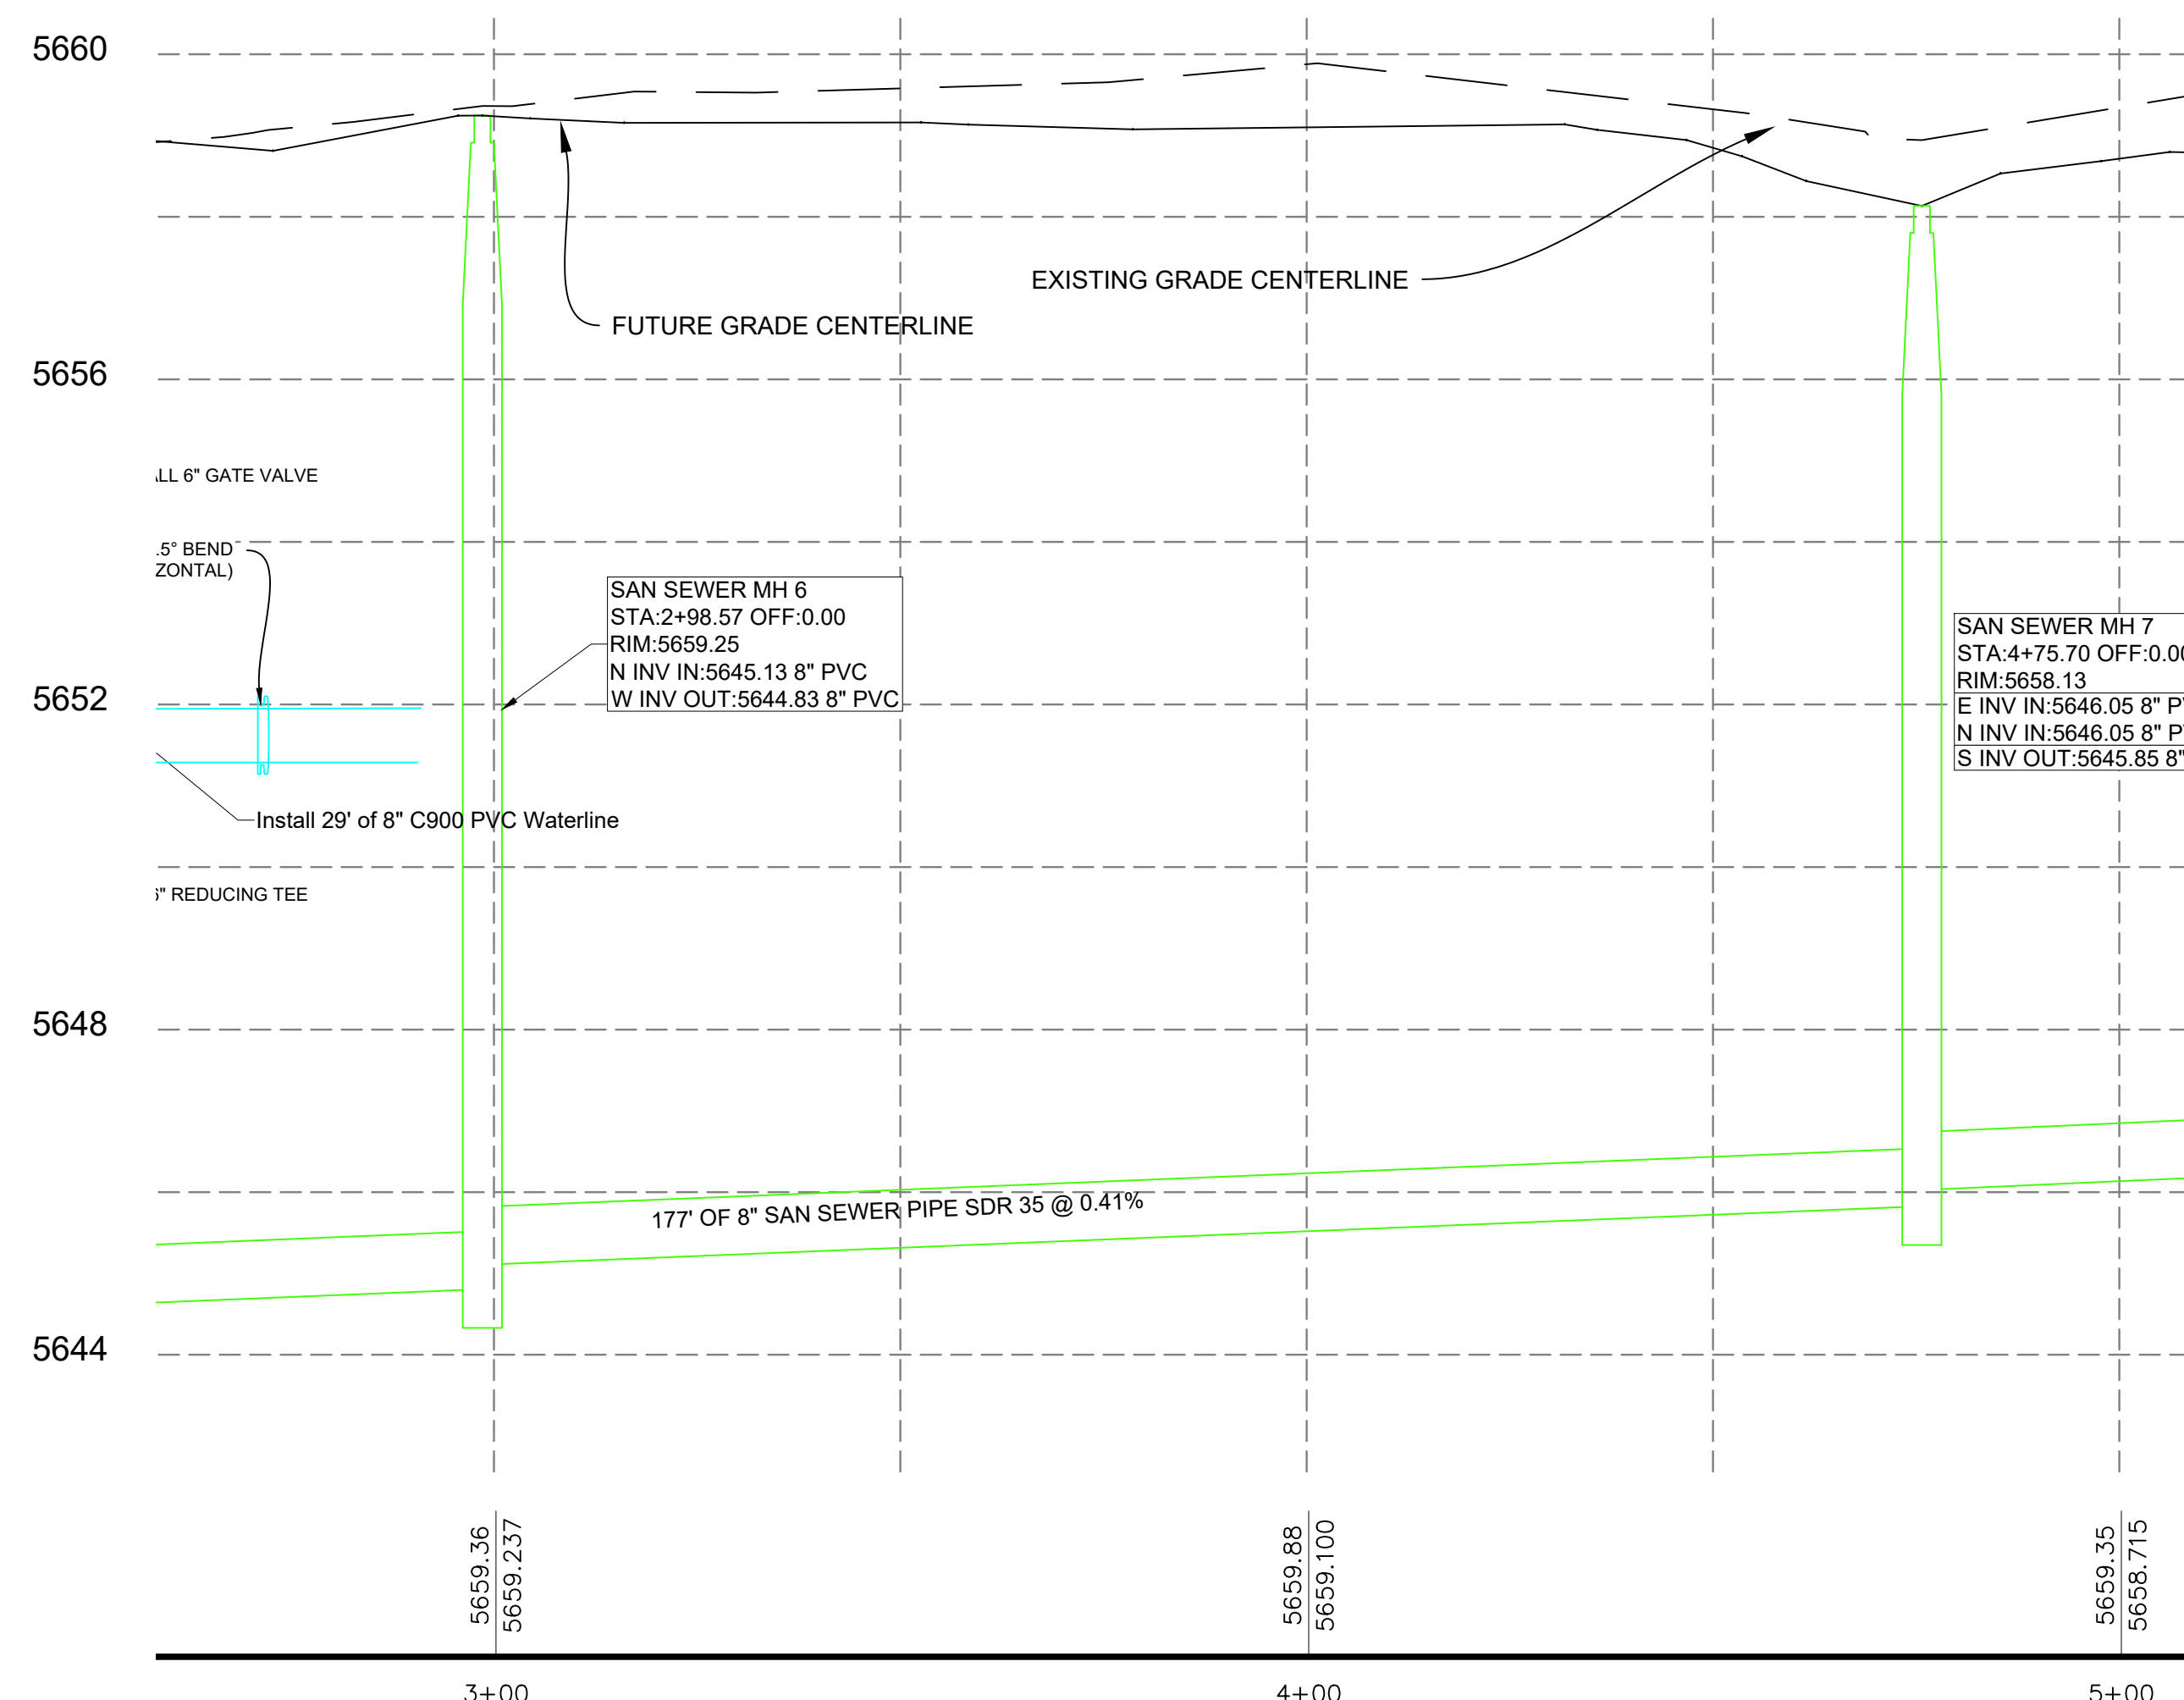 5660
5656
5652
5648
5644
EXISTING GRADE CENTERLINE
FUTURE GRADE CENTERLINE
ALL 6" GATE VALVE
.5° BEND
ZONTAL)
SAN SEWER MH 6
STA:2+98.57 OFF:0.00
RIM:5659.25
N INV IN:5645.13 8" PVC
W INV OUT:5644.83 8" PVC
SAN SEWER MH 7
STA:4+75.70 OFF:0.00
RIM:5658.13
E INV IN:5646.05 8" P
N INV IN:5646.05 8" P
S INV OUT:5645.85 8"
Install 29' of 8" C900 PVC Waterline
6" REDUCING TEE
177' OF 8" SAN SEWER PIPE SDR 35 @ 0.41%
5659.36
5659.237
5659.88
5659.100
5659.35
5658.715
3+00
4+00
5+00